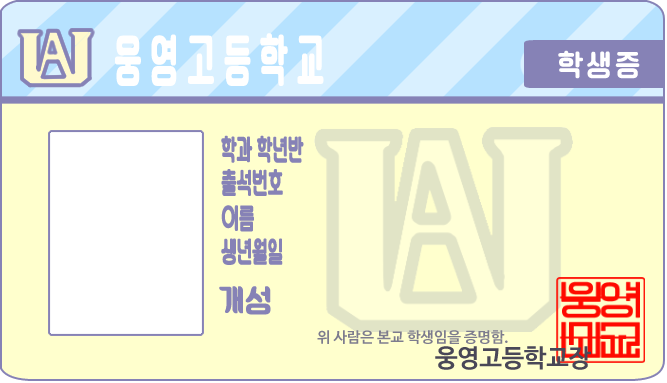 UA 웅영고등학교
학생증
학과 학년반
출석번호
이름
생년월일
개성
UA
위 사람은 본교 학생임을 증명함.
웅영고등학교장
웅영